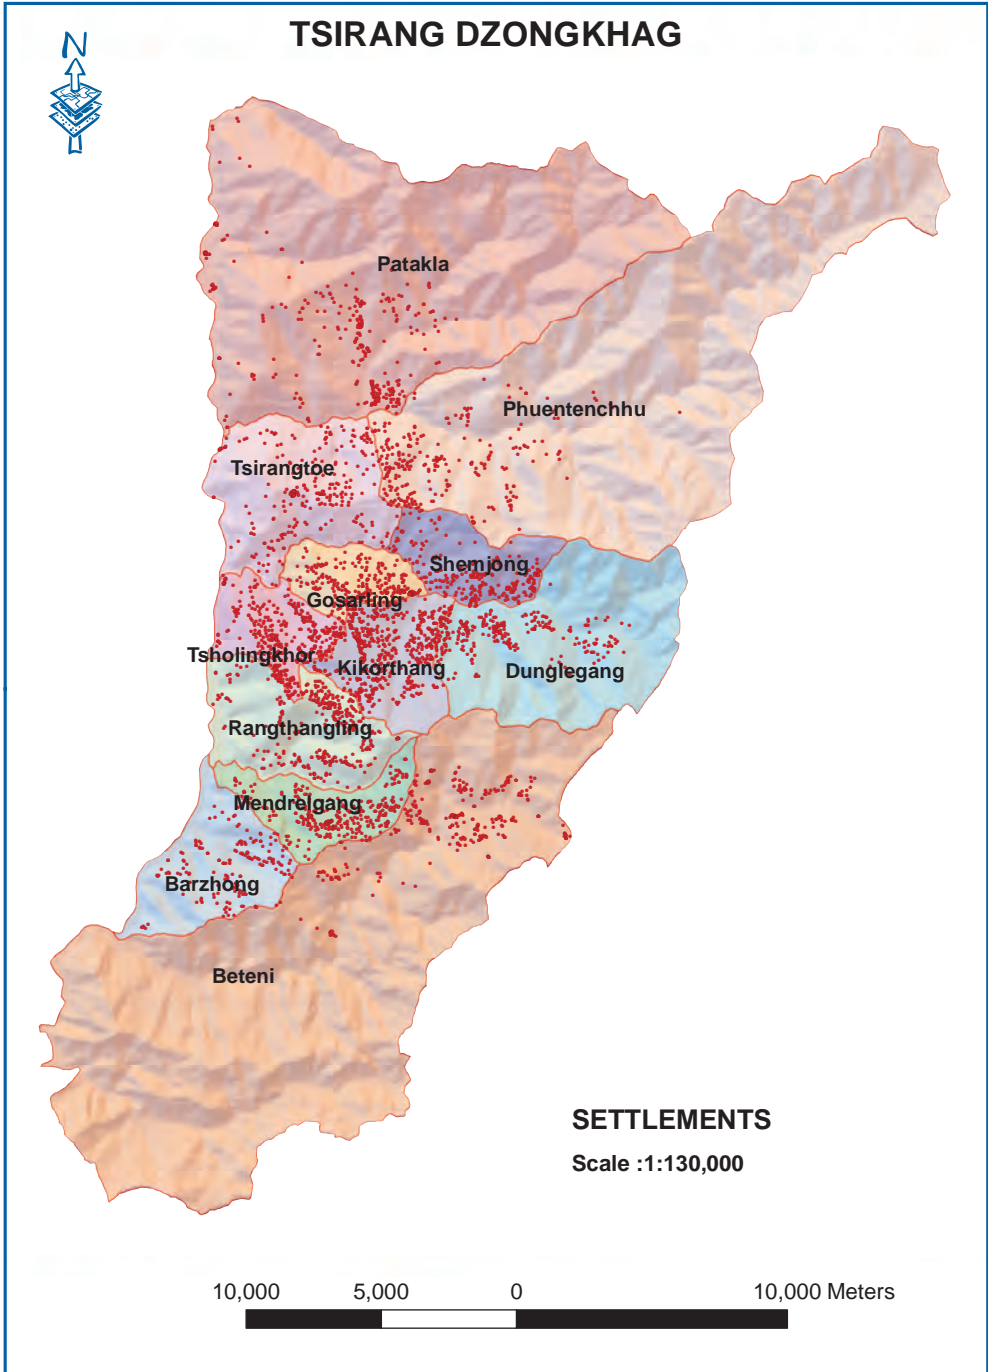 TSIRANG DZONGKHAG
N
Patakla
Phuentenchhu
Tsirangtoe
Shemjong
Gosarling
Tsholingkhor
Kikorthang
Dunglegang
Rangthangling
Mendrelgang
Barzhong
Beteni
SETTLEMENTS
Scale :1:130,000
10,000 5,000 0 10,000 Meters